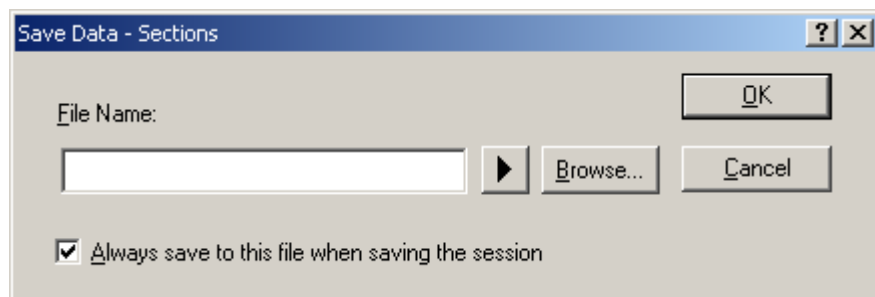 Save Data - Sections
?
OK
File Name:
Browse...
Cancel
Always save to this file when saving the session